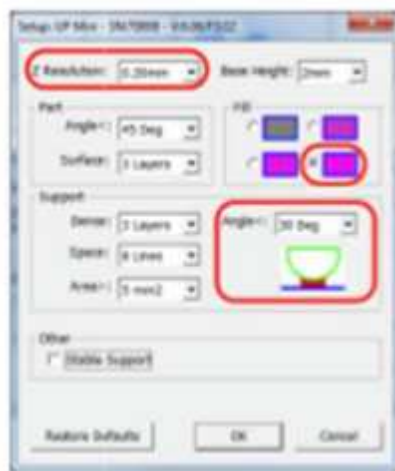 Setup: UP Mini
Z Resolution: 0.20mm Base Height: 2mm
Part Fill
Angle<: 45 Deg
Surface: 3 Layers
Support
Dense: 3 Layers Angle<: 30 Deg
Space: 8 Lines
Area>: 5 mm2
Other
Stable Support
Restore Defaults OK Cancel